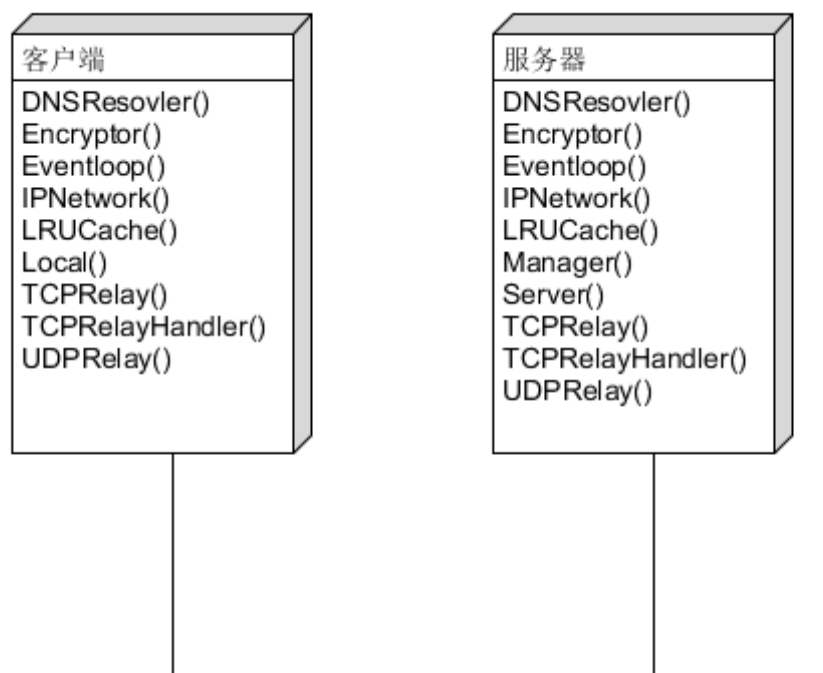 客户端
DNSResovler()
Encryptor()
Eventloop()
IPNetwork()
LRUCache()
Local()
TCPRelay()
TCPRelayHandler()
UDPRelay()
服务器
DNSResovler()
Encryptor()
Eventloop()
IPNetwork()
LRUCache()
Manager()
Server()
TCPRelay()
TCPRelayHandler()
UDPRelay()